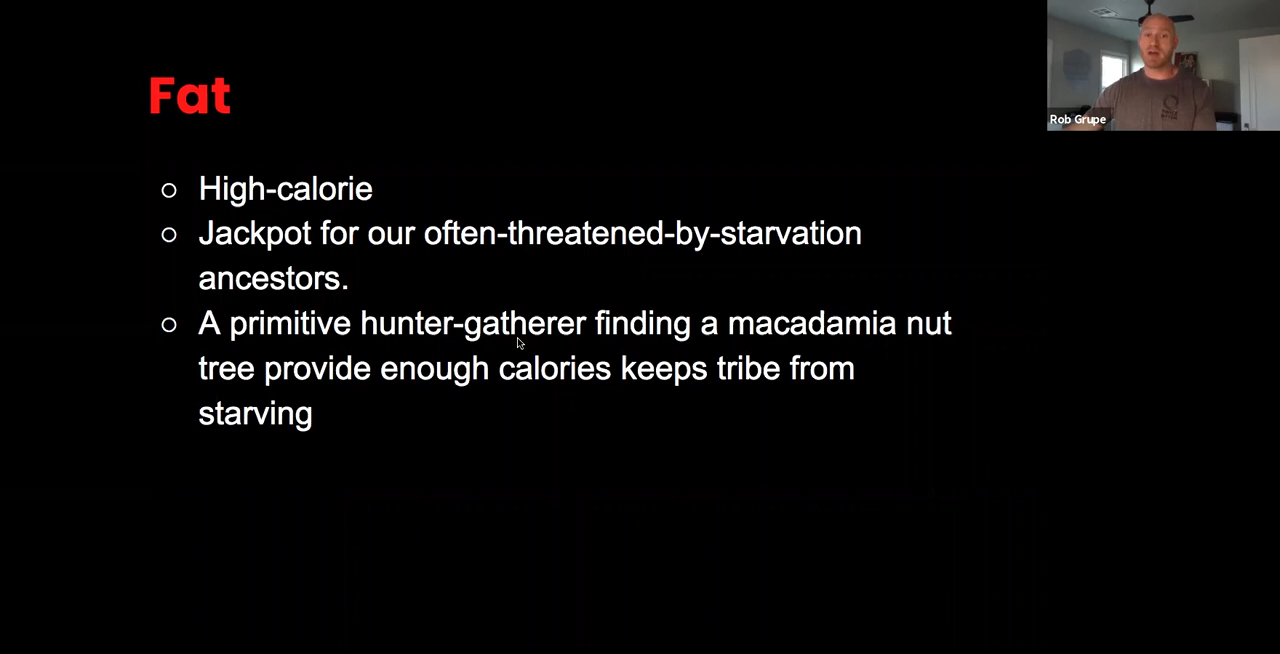 Fat
Rob Grupe
○ High-calorie
○ Jackpot for our often-threatened-by-starvation
ancestors.
○ A primitive hunter-gatherer finding a macadamia nut
tree provide enough calories keeps tribe from
starving